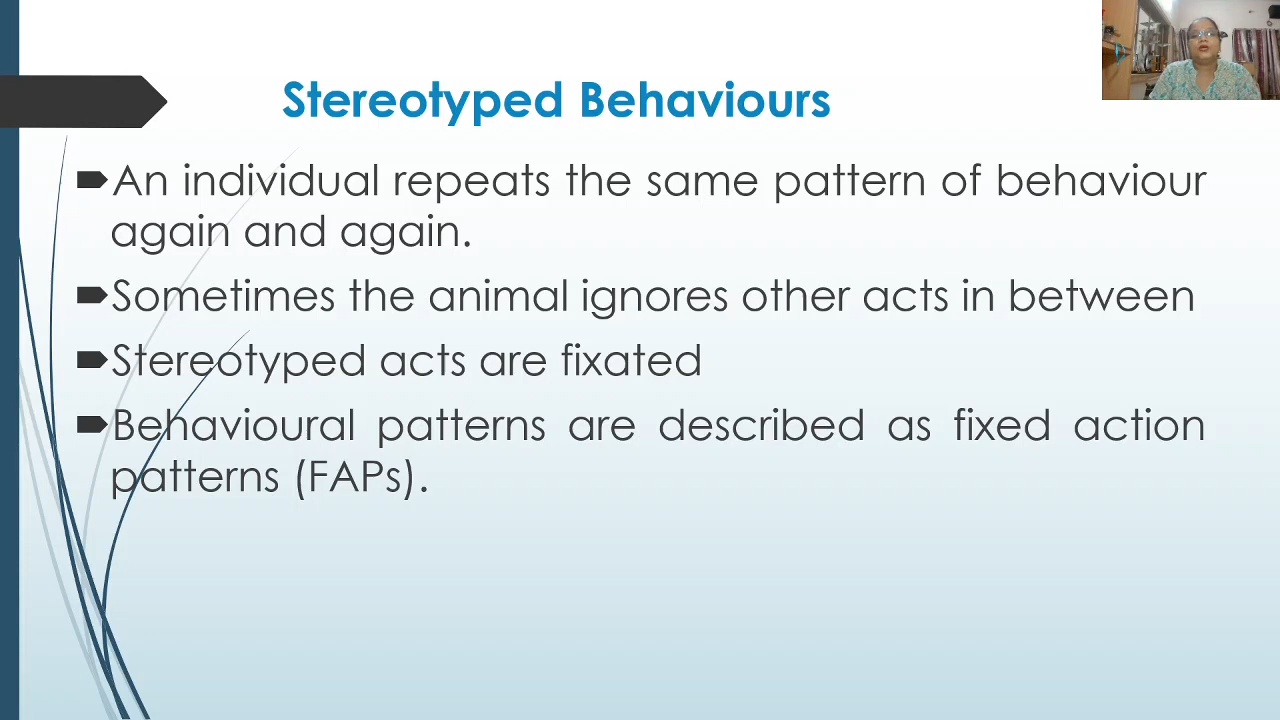 Stereotyped Behaviours
An individual repeats the same pattern of behaviour
again and again.
Sometimes the animal ignores other acts in between
Stereotyped acts are fixated
Behavioural patterns are described as fixed action
patterns (FAPs).